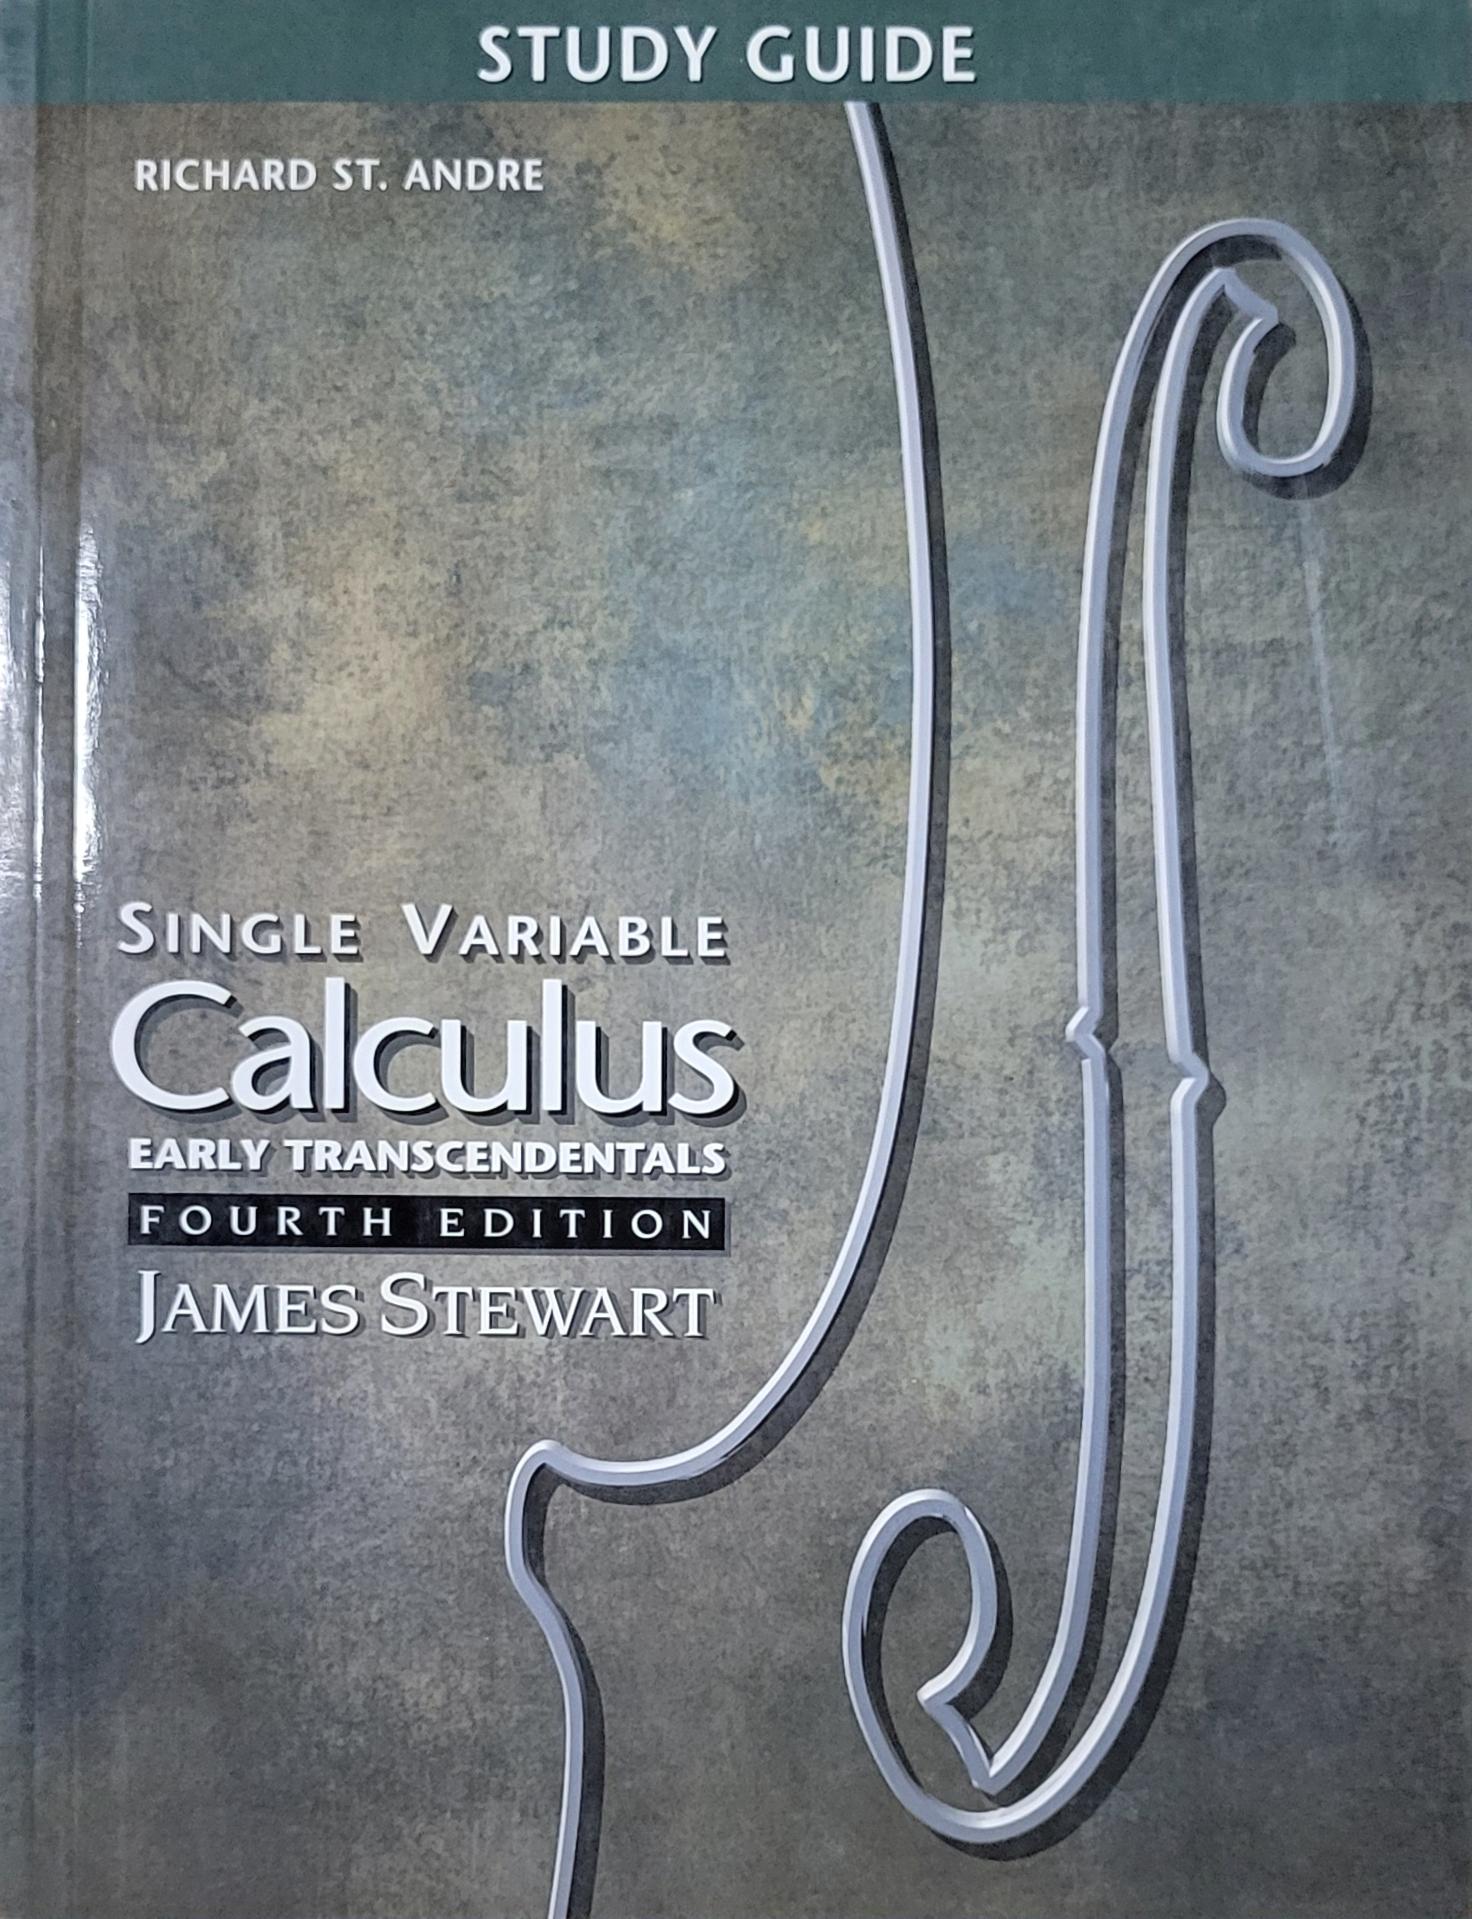 STUDY GUIDE
RICHARD ST. ANDRE
SINGLE VARIABLE
Calculus
EARLY TRANSCENDENTALS
FOURTH EDITION
JAMES STEWART